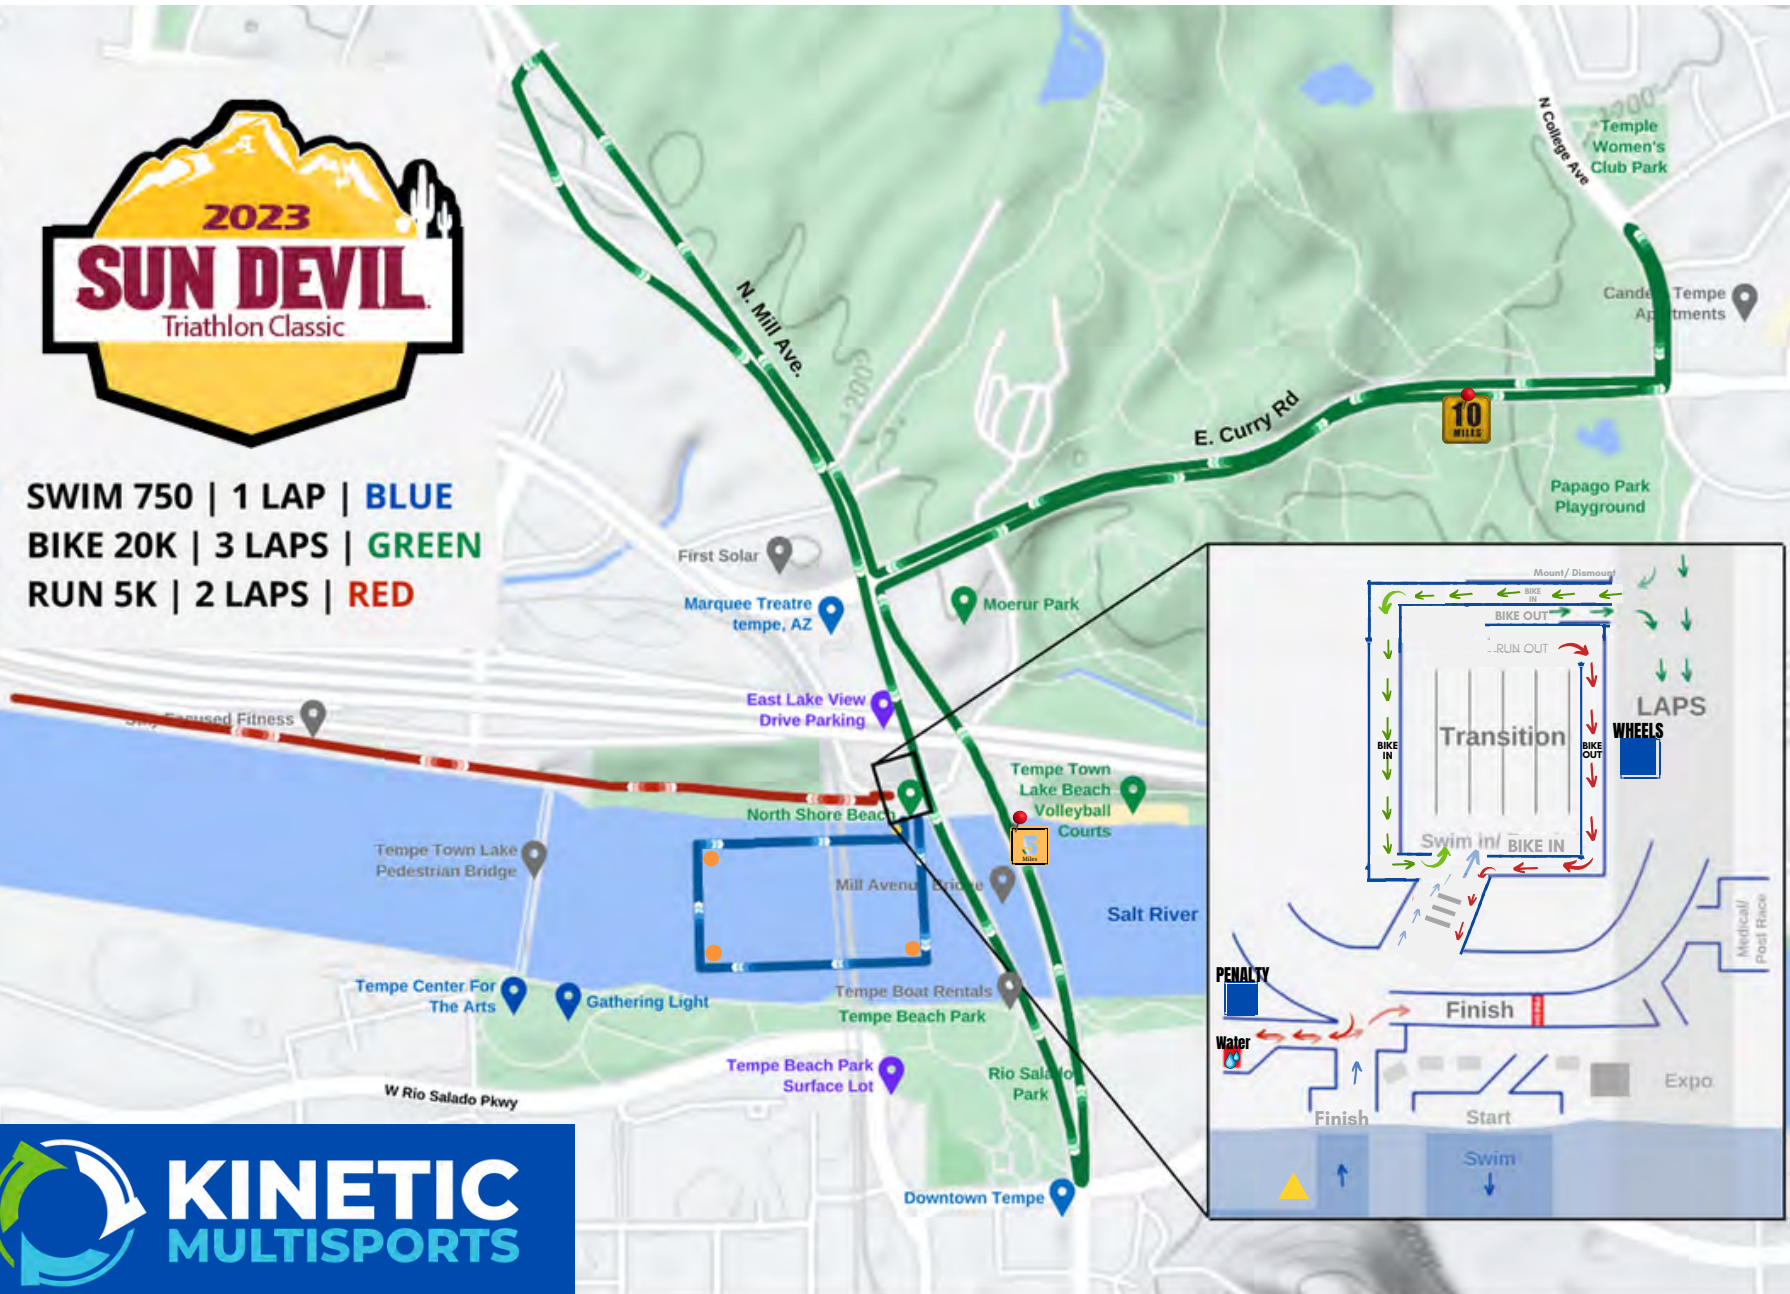 2023
SUN DEVIL
Triathlon Classic
SWIM 750 | 1 LAP | BLUE
BIKE 20K | 3 LAPS | GREEN
RUN 5K | 2 LAPS | RED
N. Mill Ave.
1200'
N College Ave
1200'
Temple
Women's
Club Park
Tempe
E. Curry Rd
10
MILES
Papago Park
Playground
First Solar
Marquee Treatre
tempe, AZ
Moerur Park
East Lake View
Drive Parking
Fitness
North Shore Beach
Tempe Town
Lake Beach
Volleyball
Courts
5
Miles
Tempe Town Lake
Pedestrian Bridge
Mill Avenue Bridge
Salt River
Tempe Center For
The Arts
Gathering Light
Tempe Boat Rentals
Tempe Beach Park
Tempe Beach Park
Surface Lot
Rio Salado
Park
W Rio Salado Pkwy
Downtown Tempe
KINETIC
MULTISPORTS
Mount/ Dismount
BIKE
IN
BIKE OUT
RUN OUT
LAPS
WHEELS
Transition
BIKE
IN
BIKE
OUT
Swim in/ BIKE IN
Medical/
Post Race
PENALTY
Water
Finish
Expo
Finish
Start
Swim